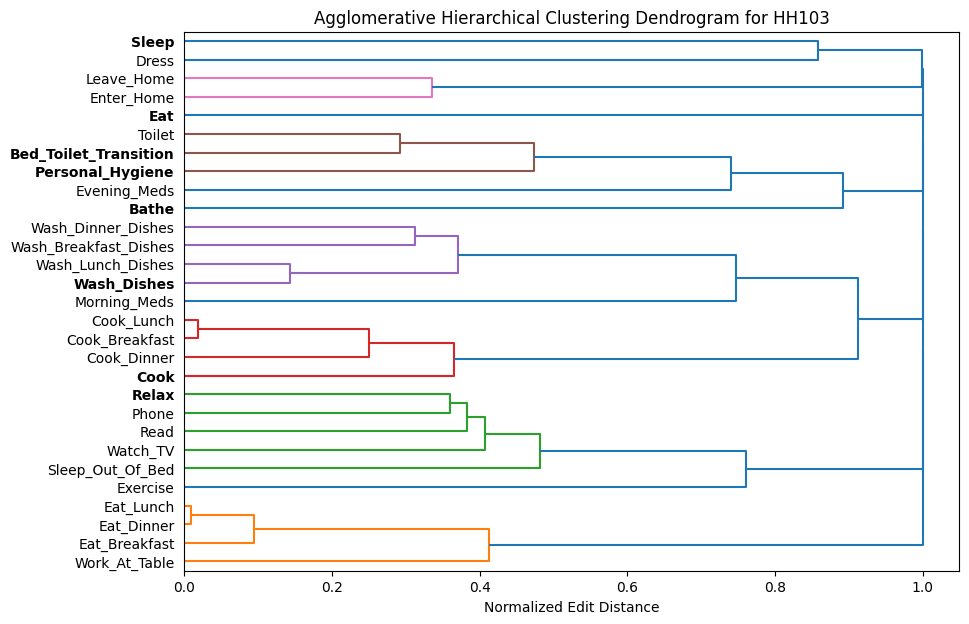 Agglomerative Hierarchical Clustering Dendrogram for HH103
Sleep
Dress
Leave_Home
Enter_Home
Eat
Toilet
Bed_Toilet_Transition
Personal_Hygiene
Evening_Meds
Bathe
Wash_Dinner_Dishes
Wash_Breakfast_Dishes
Wash_Lunch_Dishes
Wash_Dishes
Morning_Meds
Cook_Lunch
Cook_Breakfast
Cook_Dinner
Cook
Relax
Phone
Read
Watch_TV
Sleep_Out_Of_Bed
Exercise
Eat_Lunch
Eat_Dinner
Eat_Breakfast
Work_At_Table
0.0 0.2 0.4 0.6 0.8 1.0
Normalized Edit Distance